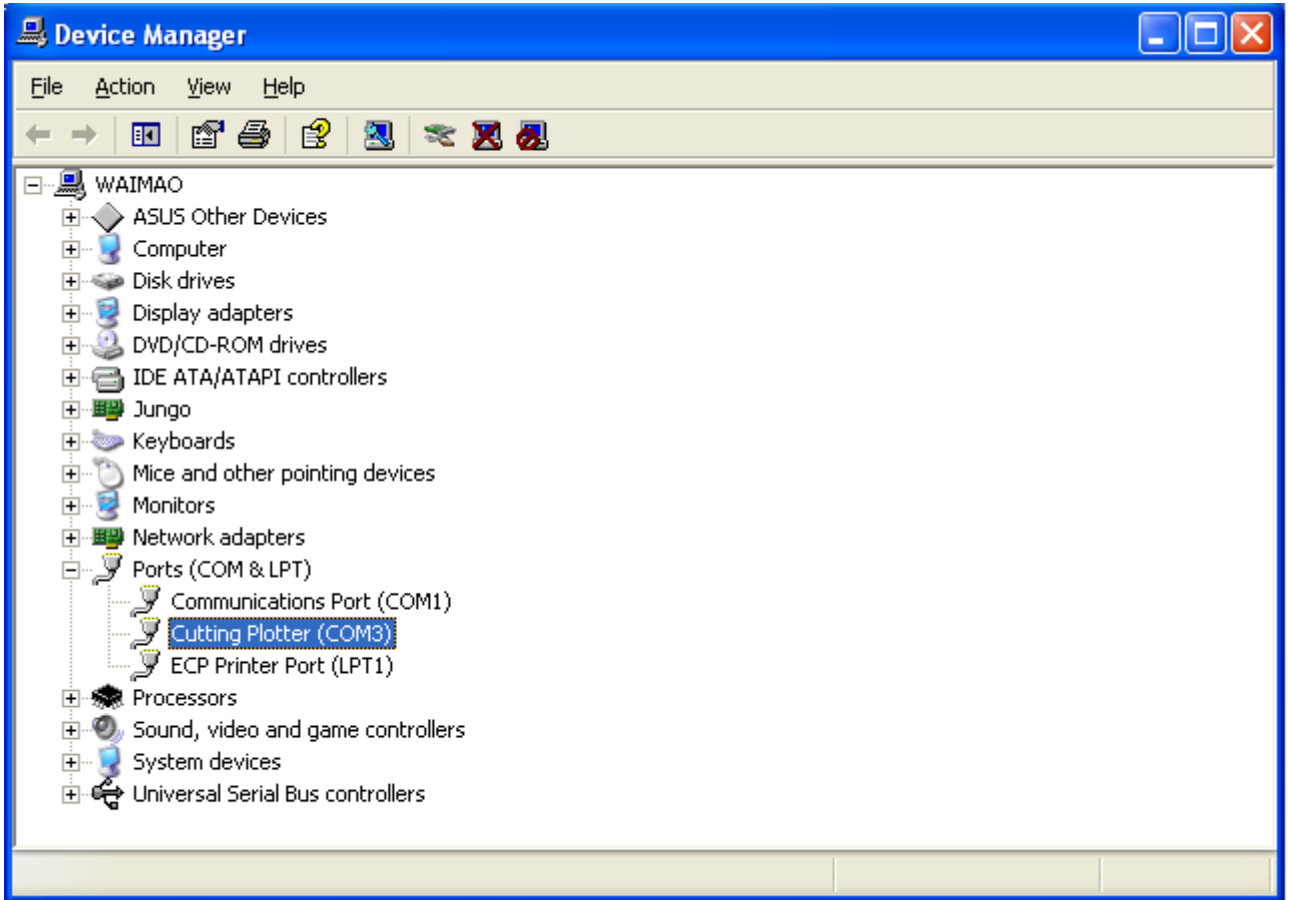 Device Manager
File Action View Help
WAIMAO
ASUS Other Devices
Computer
Disk drives
Display adapters
DVD/CD-ROM drives
IDE ATA/ATAPI controllers
Jungo
Keyboards
Mice and other pointing devices
Monitors
Network adapters
Ports (COM & LPT)
Communications Port (COM1)
Cutting Plotter (COM3)
ECP Printer Port (LPT1)
Processors
Sound, video and game controllers
System devices
Universal Serial Bus controllers